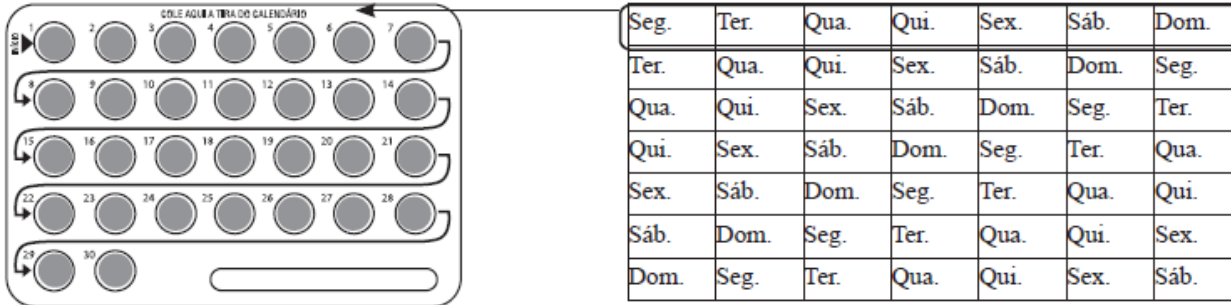 COLE AQUI A TIRA DO CALENDÁRIO
INÍCIO
1 2 3 4 5 6 7
8 9 10 11 12 13 14
15 16 17 18 19 20 21
22 23 24 25 26 27 28
29 30
Seg. Ter. Qua. Qui. Sex. Sáb. Dom.
Ter. Qua. Qui. Sex. Sáb. Dom. Seg.
Qua. Qui. Sex. Sáb. Dom. Seg. Ter.
Qui. Sex. Sáb. Dom. Seg. Ter. Qua.
Sex. Sáb. Dom. Seg. Ter. Qua. Qui.
Sáb. Dom. Seg. Ter. Qua. Qui. Sex.
Dom. Seg. Ter. Qua. Qui. Sex. Sáb.